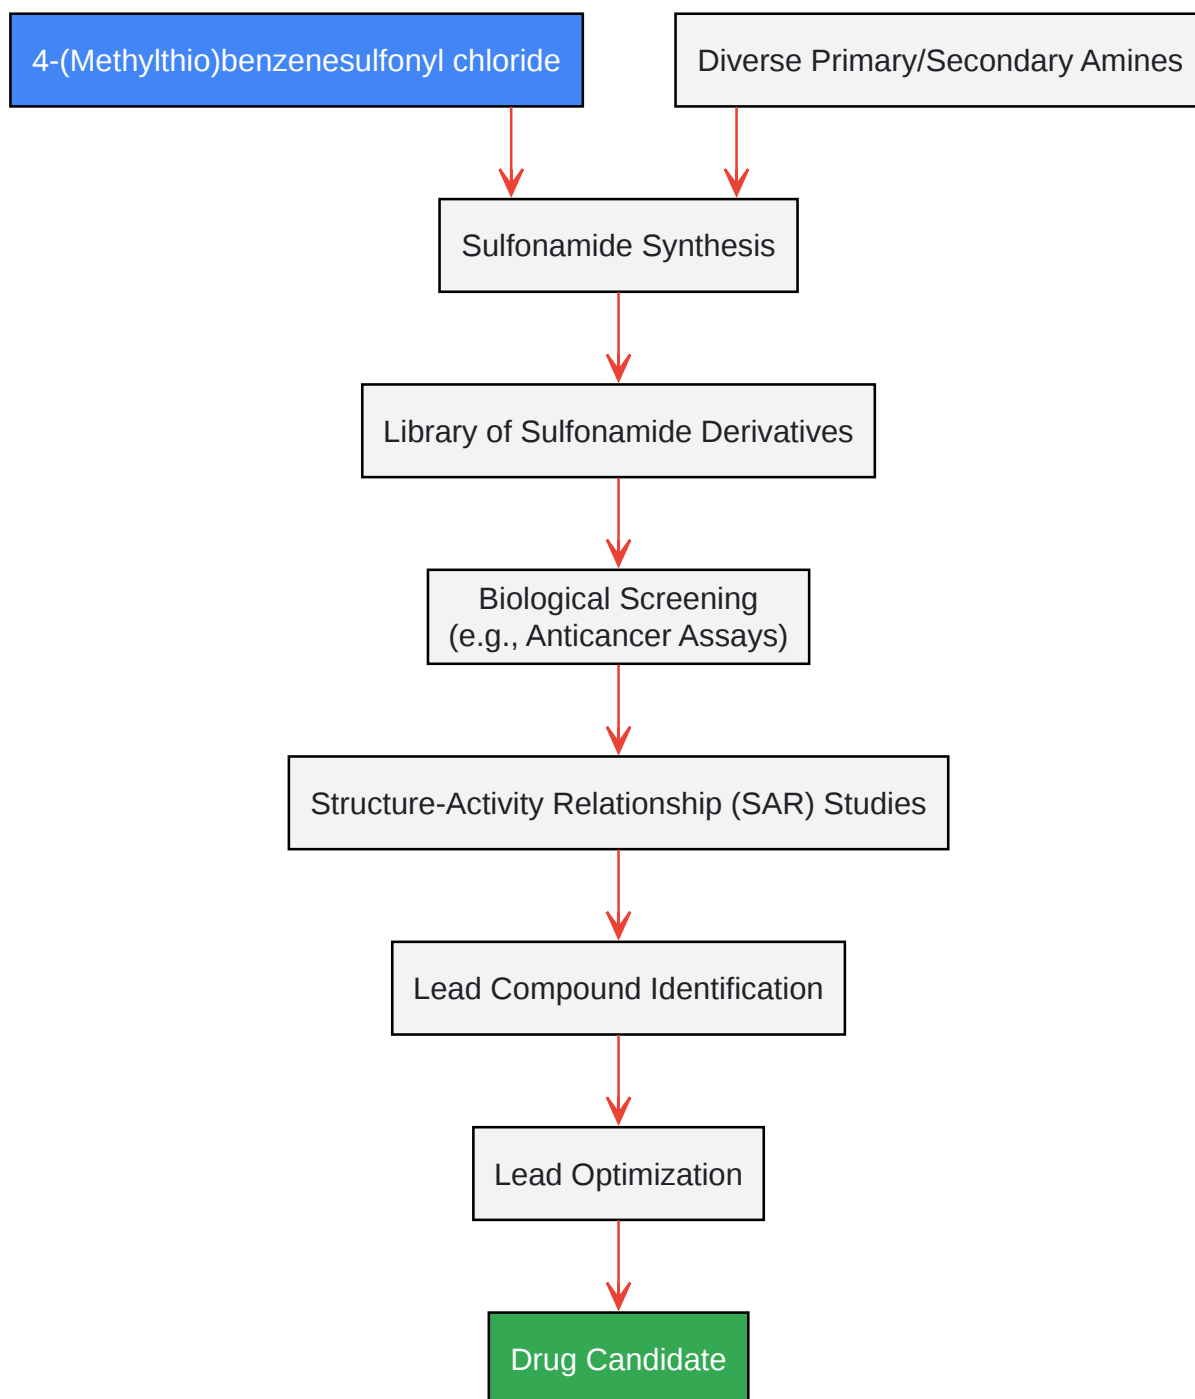 4-(Methylthio)benzenesulfonyl chloride
Diverse Primary/Secondary Amines
Sulfonamide Synthesis
Library of Sulfonamide Derivatives
Biological Screening
(e.g., Anticancer Assays)
Structure-Activity Relationship (SAR) Studies
Lead Compound Identification
Lead Optimization
Drug Candidate